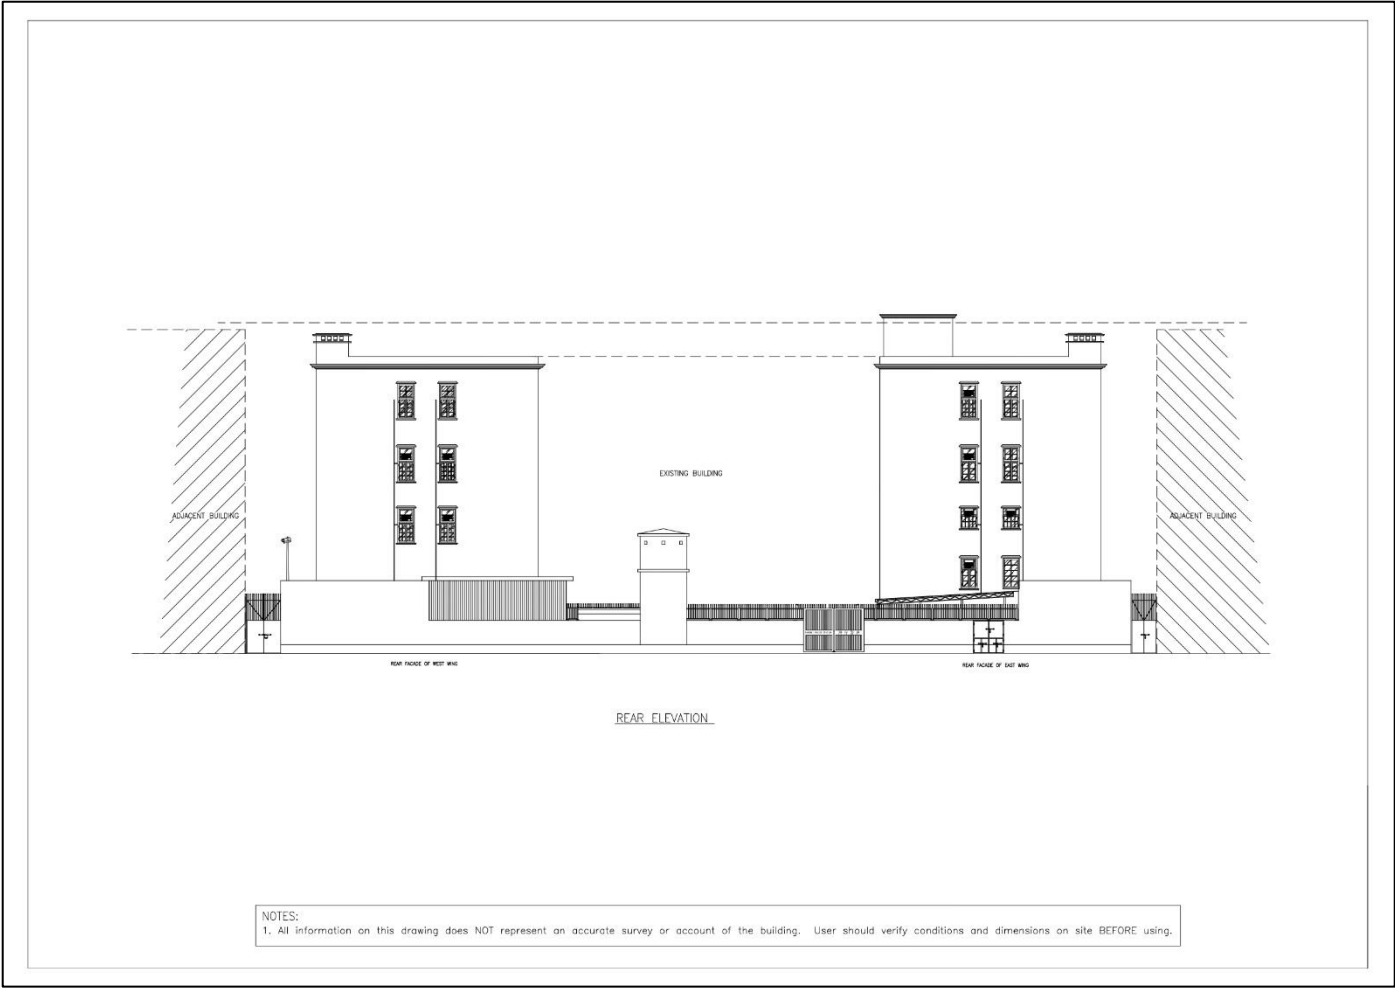 EXISTING BUILDING
ADJACENT BUILDING
ADJACENT BUILDING
REAR FACADE OF WEST WING
REAR FACADE OF EAST WING
REAR ELEVATION
NOTES:
1. All information on this drawing does NOT represent an accurate survey or account of the building. User should verify conditions and dimensions on site BEFORE using.